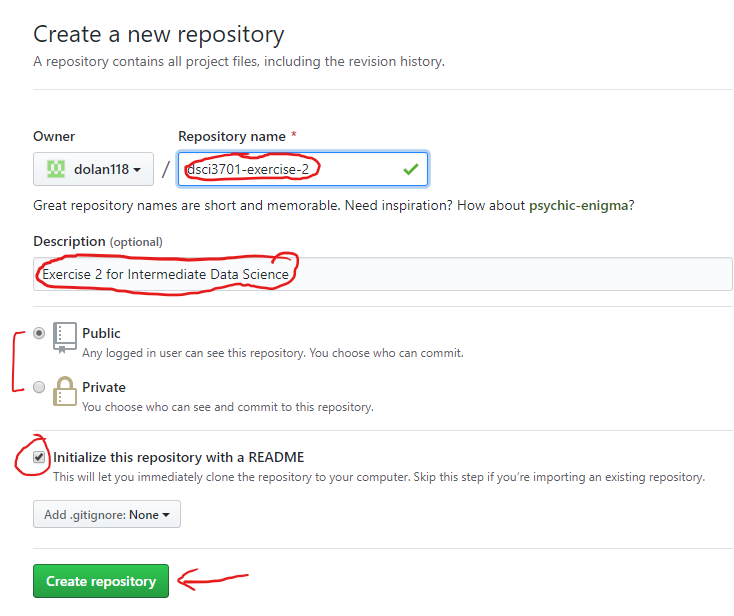 Create a new repository
A repository contains all project files, including the revision history.
Owner
Repository name *
dolan118
/
dsci3701-exercise-2
Great repository names are short and memorable. Need inspiration? How about psychic-enigma?
Description (optional)
Exercise 2 for Intermediate Data Science
Public
Any logged in user can see this repository. You choose who can commit.
Private
You choose who can see and commit to this repository.
Initialize this repository with a README
This will let you immediately clone the repository to your computer. Skip this step if you're importing an existing repository.
Add .gitignore: None
Create repository